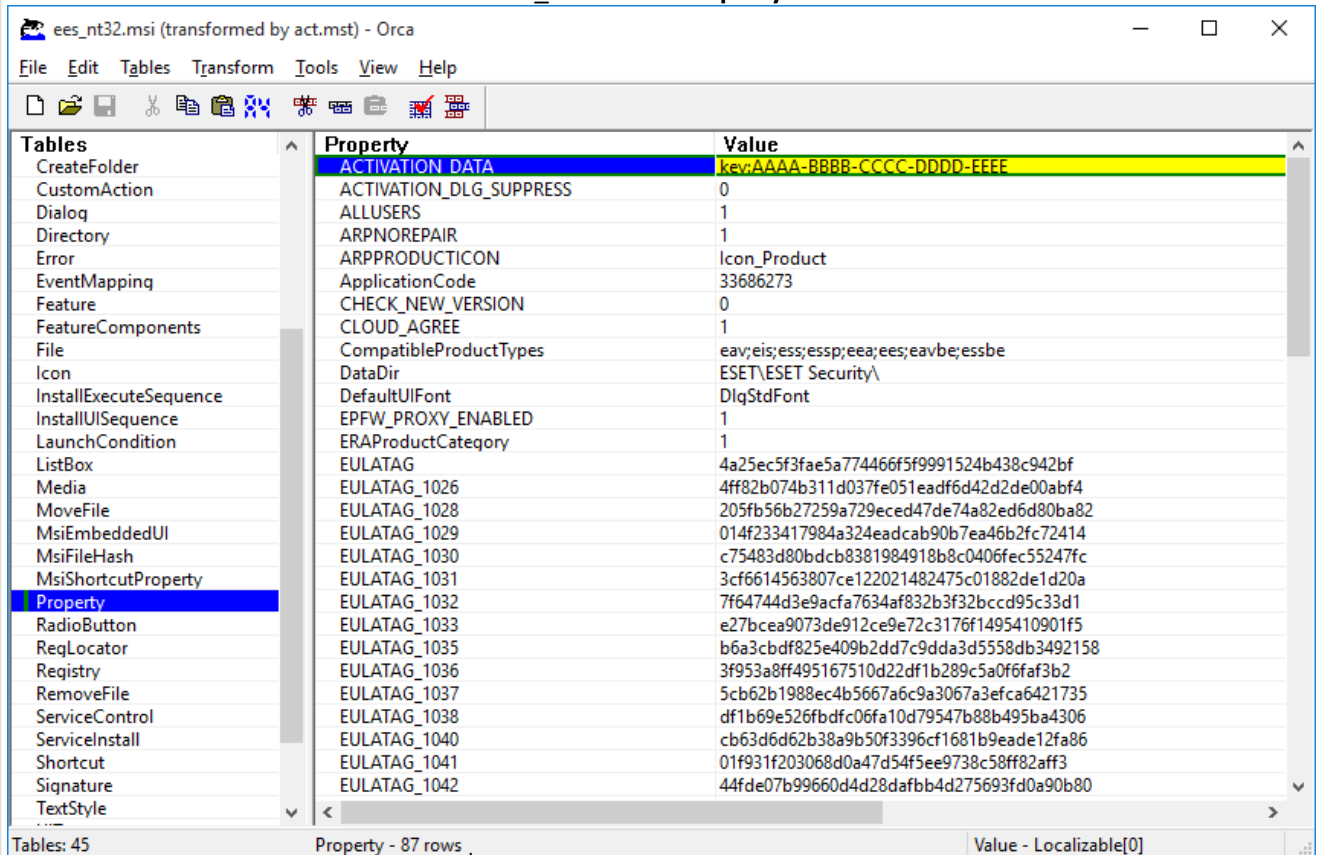 ees_nt32.msi (transformed by act.mst) - Orca
File Edit Tables Transform Tools View Help
Tables
CreateFolder
CustomAction
Dialog
Directory
Error
EventMapping
Feature
FeatureComponents
File
Icon
InstallExecuteSequence
InstallUISequence
LaunchCondition
ListBox
Media
MoveFile
MsiEmbeddedUI
MsiFileHash
MsiShortcutProperty
Property
RadioButton
RegLocator
Registry
RemoveFile
ServiceControl
ServiceInstall
Shortcut
Signature
TextStyle
Property Value
ACTIVATION_DATA key:AAAA-BBBB-CCCC-DDDD-EEEE
ACTIVATION_DLG_SUPPRESS 0
ALLUSERS 1
ARPNOREPAIR 1
ARPPRODUCTICON Icon_Product
ApplicationCode 33686273
CHECK_NEW_VERSION 0
CLOUD_AGREE 1
CompatibleProductTypes eav;eis;ess;essp;eea;ees;eavbe;essbe
DataDir ESET\ESET Security\
DefaultUIFont DlgStdFont
EPFW_PROXY_ENABLED 1
ERAProductCategory 1
EULATAG 4a25ec5f3fae5a774466f5f9991524b438c942bf
EULATAG_1026 4ff82b074b311d037fe051eadf6d42d2de00abf4
EULATAG_1028 205fb56b27259a729eced47de74a82ed6d80ba82
EULATAG_1029 014f233417984a324eadcab90b7ea46b2fc72414
EULATAG_1030 c75483d80bdcb8381984918b8c0406fec55247fc
EULATAG_1031 3cf6614563807ce122021482475c01882de1d20a
EULATAG_1032 7f64744d3e9acfa7634af832b3f32bccd95c33d1
EULATAG_1033 e27bcea9073de912ce9e72c3176f1495410901f5
EULATAG_1035 b6a3cbdf825e409b2dd7c9dda3d5558db3492158
EULATAG_1036 3f953a8ff495167510d22df1b289c5a0f6faf3b2
EULATAG_1037 5cb62b1988ec4b5667a6c9a3067a3efca6421735
EULATAG_1038 df1b69e526fbdfc06fa10d79547b88b495ba4306
EULATAG_1040 cb63d6d62b38a9b50f3396cf1681b9eade12fa86
EULATAG_1041 01f931f203068d0a47d54f5ee9738c58ff82aff3
EULATAG_1042 44fde07b99660d4d28dafbb4d275693fd0a90b80
Tables: 45 Property - 87 rows Value - Localizable[0]